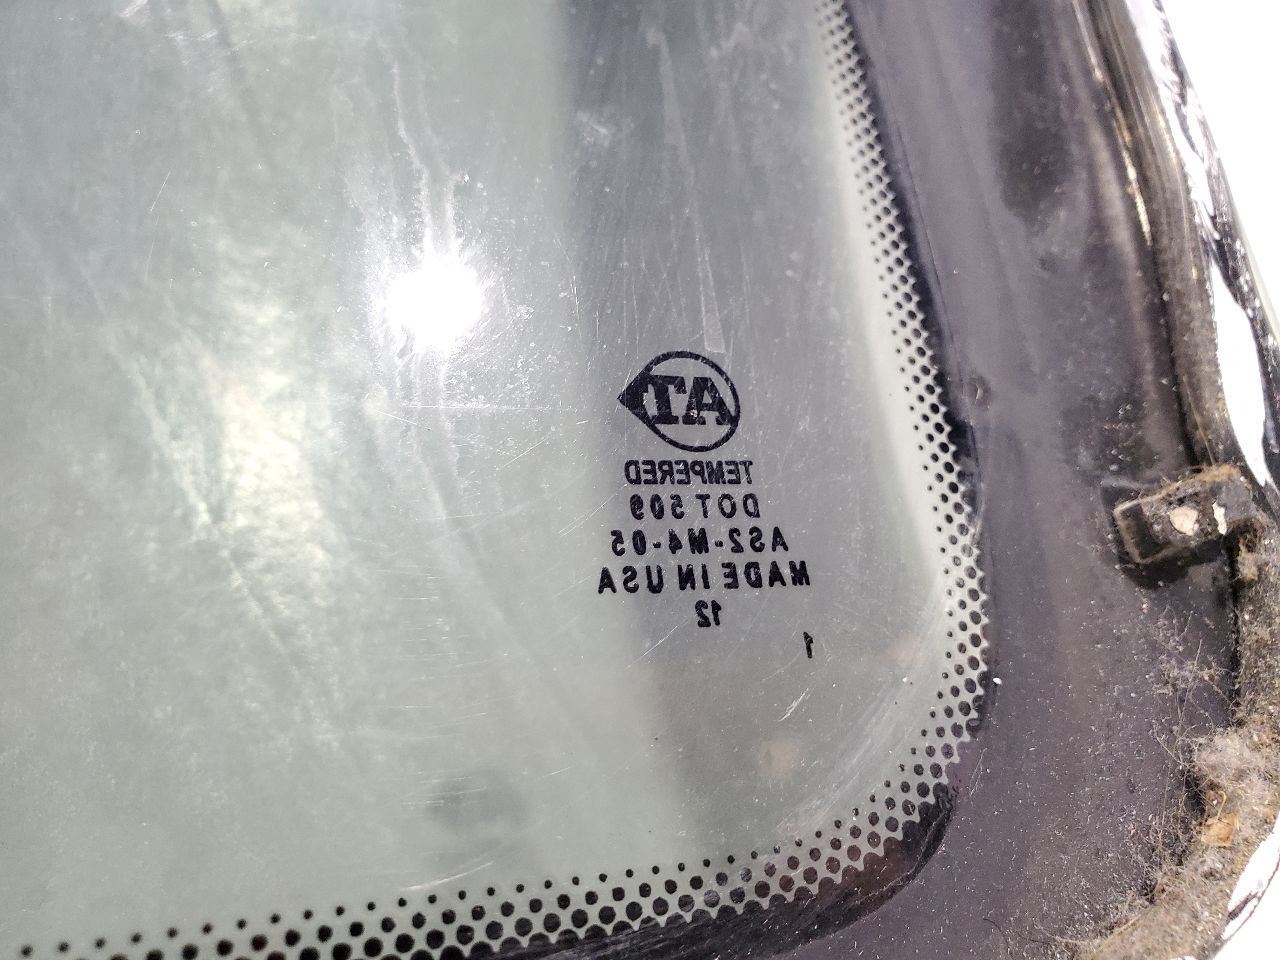 AT
TEMPERED
DOT 509
AS2-M4-05
MADE IN USA
12
1